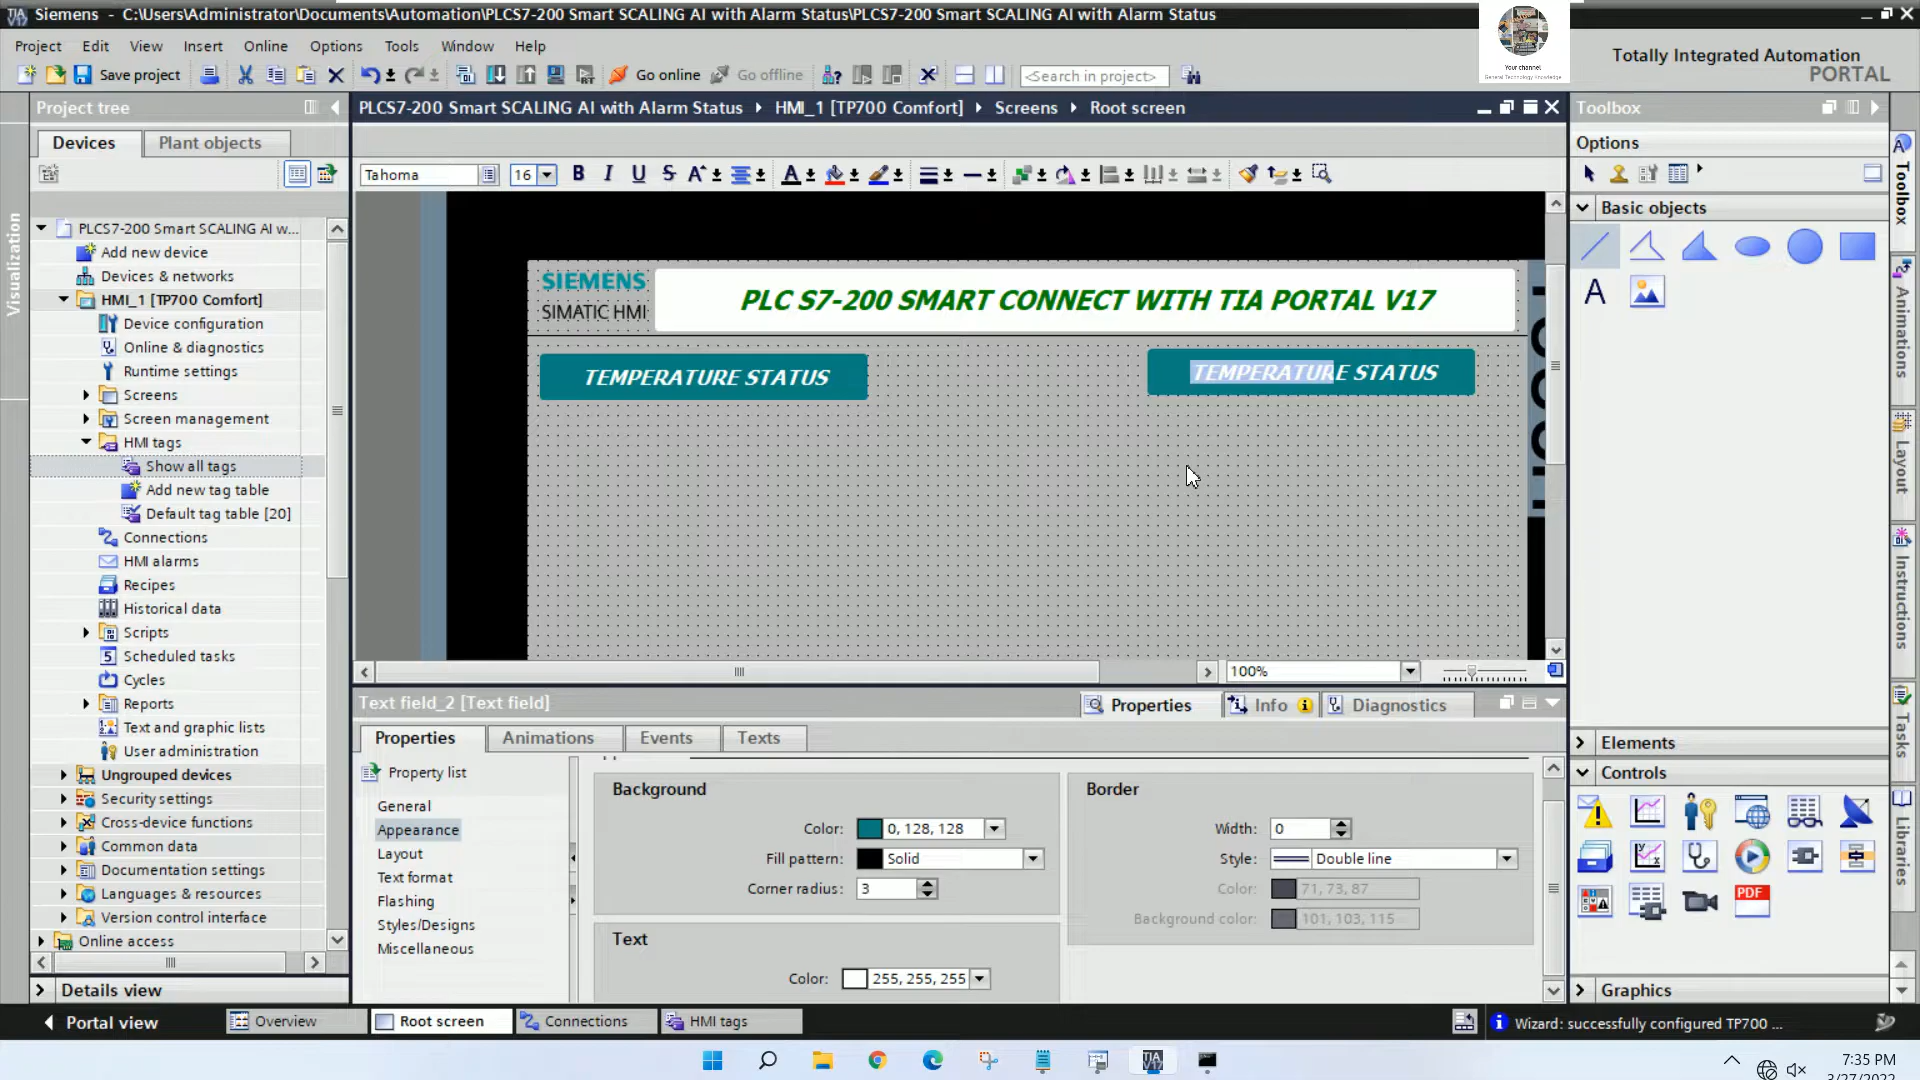 Siemens - C:\Users\Administrator\Documents\Automation\PLCS7-200 Smart SCALING AI with Alarm Status\PLCS7-200 Smart SCALING AI with Alarm Status
Your channel
General Technology Knowledge
Project Edit View Insert Online Options Tools Window Help
Totally Integrated Automation
PORTAL
Save project
Go online
Go offline
<Search in project>
Project tree
PLCS7-200 Smart SCALING AI with Alarm Status HMI_1 [TP700 Comfort] Screens Root screen
Toolbox
Devices
Plant objects
Options
Tahoma
16
B I U S
Basic objects
PLCS7-200 Smart SCALING AI w...
Add new device
Devices & networks
HMI_1 [TP700 Comfort]
Device configuration
Online & diagnostics
Runtime settings
Screens
Screen management
HMI tags
Show all tags
Add new tag table
Default tag table [20]
Connections
HMI alarms
Recipes
Historical data
Scripts
Scheduled tasks
Cycles
Reports
Text and graphic lists
User administration
Ungrouped devices
Security settings
Cross-device functions
Common data
Documentation settings
Languages & resources
Version control interface
Online access
Details view
Visualization
SIEMENS
SIMATIC HMI
PLC S7-200 SMART CONNECT WITH TIA PORTAL V17
TEMPERATURE STATUS
TEMPERATURE STATUS
100%
Text field_2 [Text field]
Properties
Info
Diagnostics
Properties
Animations
Events
Texts
Property list
General
Appearance
Layout
Text format
Flashing
Styles/Designs
Miscellaneous
Background
Color: 0, 128, 128
Fill pattern: Solid
Corner radius: 3
Text
Color: 255, 255, 255
Border
Width: 0
Style: Double line
Color: 71, 73, 87
Background color: 101, 103, 115
A
Elements
Controls
PDF
Graphics
Toolbox
Animations
Layout
Instructions
Tasks
Libraries
Portal view
Overview
Root screen
Connections
HMI tags
Wizard: successfully configured TP700 ...
TIA
V17
7:35 PM
3/27/2022